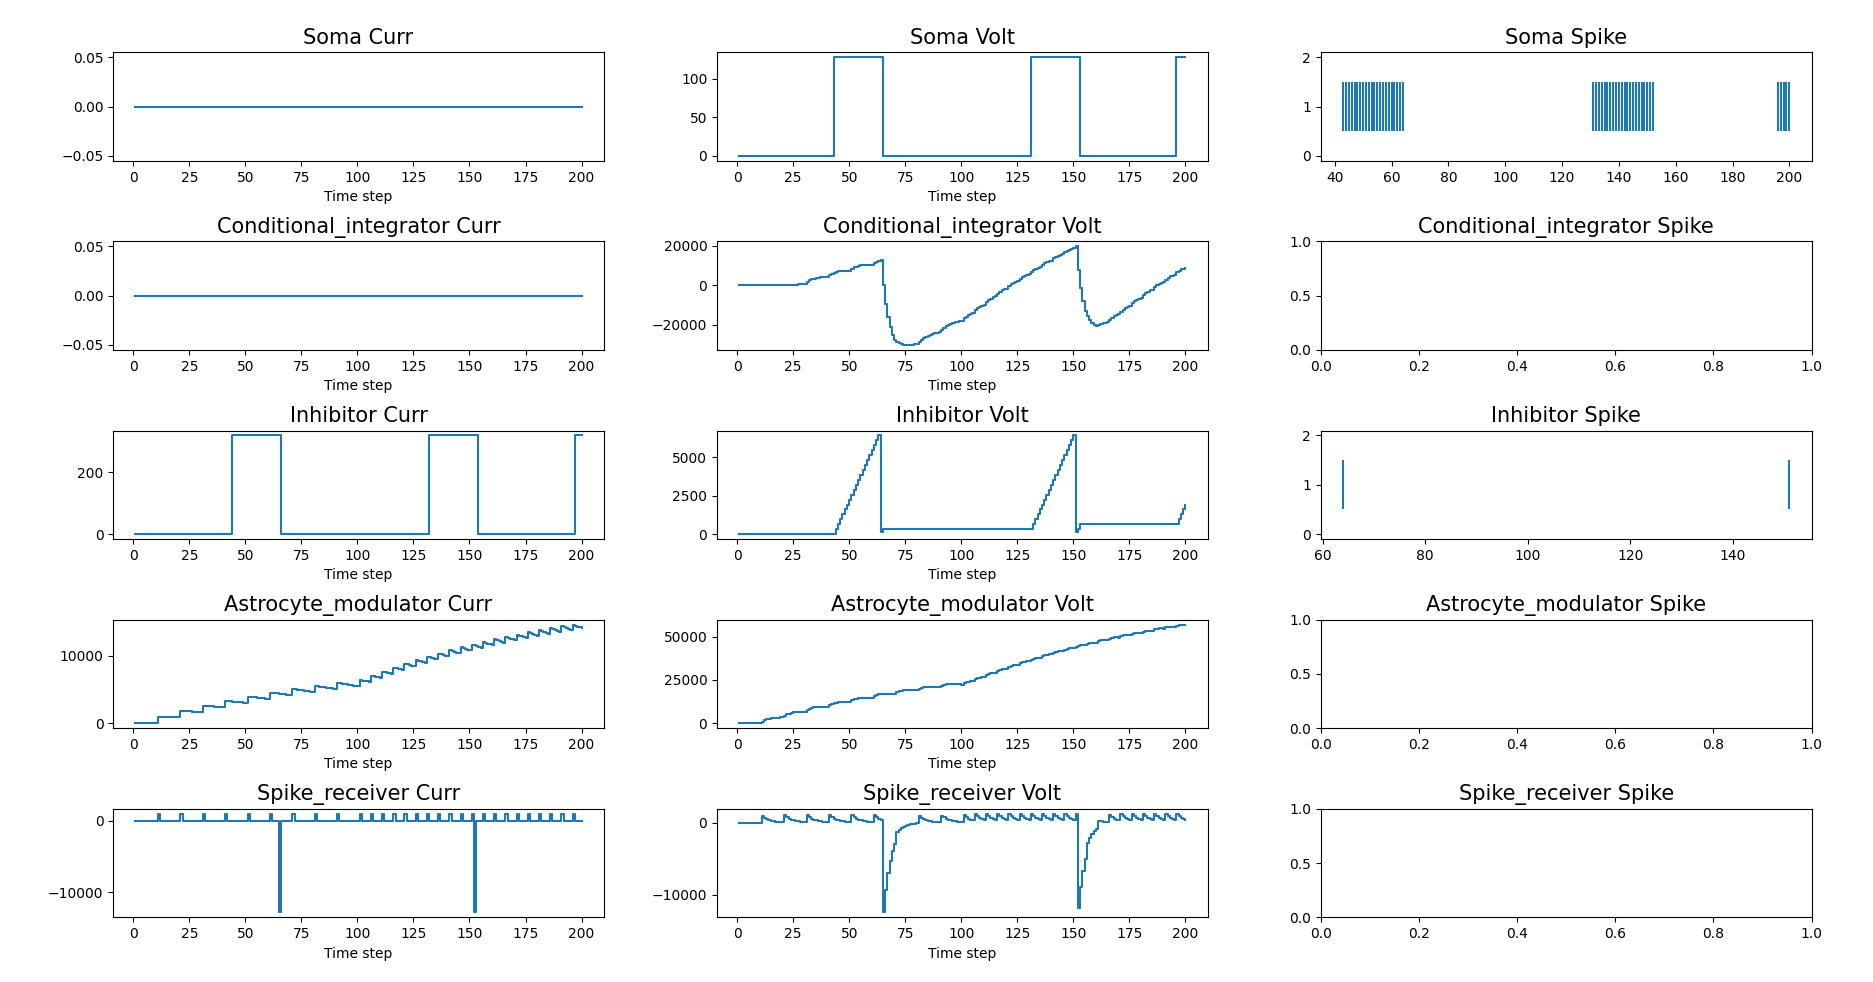 Soma Curr
Soma Volt
Soma Spike
0.05
0.00
−0.05
0 25 50 75 100 125 150 175 200
Time step
100
50
0
0 25 50 75 100 125 150 175 200
Time step
2
1
0
40 60 80 100 120 140 160 180 200
Conditional_integrator Curr
Conditional_integrator Volt
Conditional_integrator Spike
0.05
0.00
−0.05
0 25 50 75 100 125 150 175 200
Time step
20000
0
−20000
0 25 50 75 100 125 150 175 200
Time step
1.0
0.5
0.0
0.0 0.2 0.4 0.6 0.8 1.0
Inhibitor Curr
Inhibitor Volt
Inhibitor Spike
200
0
0 25 50 75 100 125 150 175 200
Time step
5000
2500
0
0 25 50 75 100 125 150 175 200
Time step
2
1
0
60 80 100 120 140
Astrocyte_modulator Curr
Astrocyte_modulator Volt
Astrocyte_modulator Spike
10000
0
0 25 50 75 100 125 150 175 200
Time step
50000
25000
0
0 25 50 75 100 125 150 175 200
Time step
1.0
0.5
0.0
0.0 0.2 0.4 0.6 0.8 1.0
Spike_receiver Curr
Spike_receiver Volt
Spike_receiver Spike
0
−10000
0 25 50 75 100 125 150 175 200
Time step
0
−10000
0 25 50 75 100 125 150 175 200
Time step
1.0
0.5
0.0
0.0 0.2 0.4 0.6 0.8 1.0